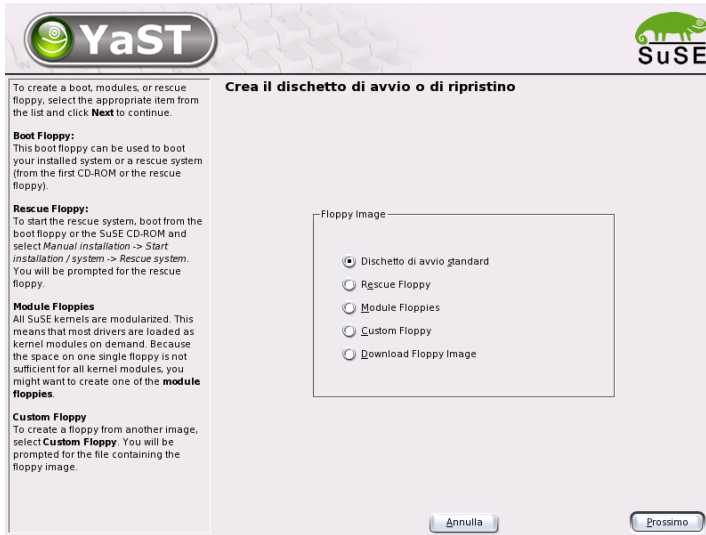 YaST
SuSE
To create a boot, modules, or rescue
floppy, select the appropriate item from
the list and click Next to continue.
Boot Floppy:
This boot floppy can be used to boot
your installed system or a rescue system
(from the first CD-ROM or the rescue
floppy).
Rescue Floppy:
To start the rescue system, boot from the
boot floppy or the SuSE CD-ROM and
select Manual installation -> Start
installation / system -> Rescue system.
You will be prompted for the rescue
floppy.
Module Floppies
All SuSE kernels are modularized. This
means that most drivers are loaded as
kernel modules on demand. Because
the space on one single floppy is not
sufficient for all kernel modules, you
might want to create one of the module
floppies.
Custom Floppy
To create a floppy from another image,
select Custom Floppy. You will be
prompted for the file containing the
floppy image.
Crea il dischetto di avvio o di ripristino
Floppy Image
Dischetto di avvio standard
Rescue Floppy
Module Floppies
Custom Floppy
Download Floppy Image
Annulla
Prossimo